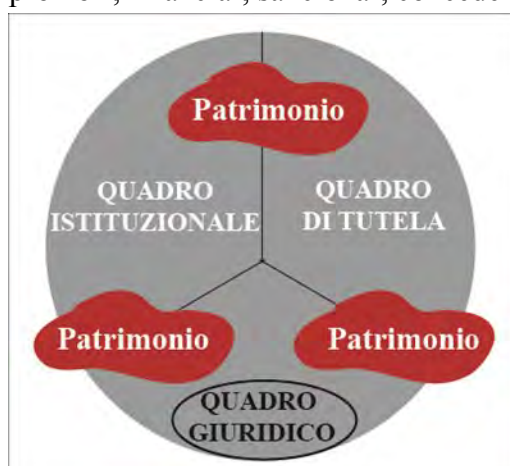 Patrimonio
QUADRO
ISTITUZIONALE
QUADRO
DI TUTELA
Patrimonio
Patrimonio
QUADRO
GIURIDICO